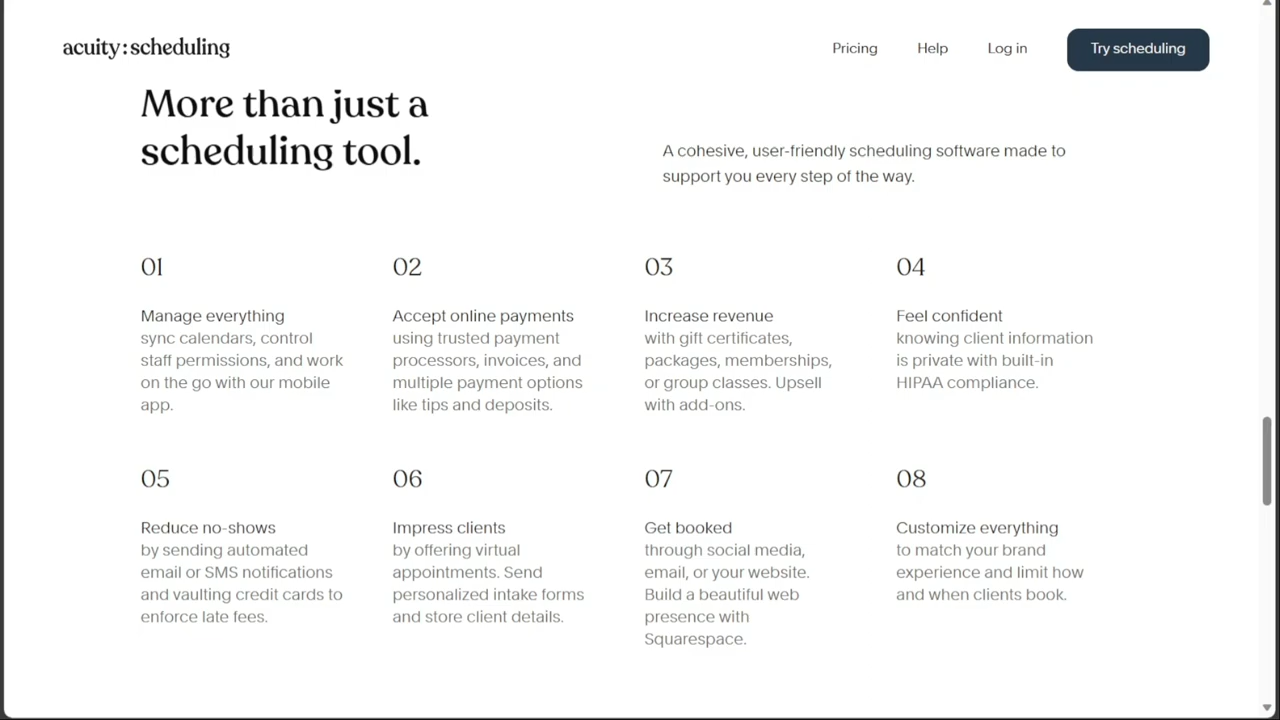 acuity:scheduling
Pricing
Help
Log in
Try scheduling
More than just a
scheduling tool.
A cohesive, user-friendly scheduling software made to
support you every step of the way.
01
Manage everything
sync calendars, control
staff permissions, and work
on the go with our mobile
app.
02
Accept online payments
using trusted payment
processors, invoices, and
multiple payment options
like tips and deposits.
03
Increase revenue
with gift certificates,
packages, memberships,
or group classes. Upsell
with add-ons.
04
Feel confident
knowing client information
is private with built-in
HIPAA compliance.
05
Reduce no-shows
by sending automated
email or SMS notifications
and vaulting credit cards to
enforce late fees.
06
Impress clients
by offering virtual
appointments. Send
personalized intake forms
and store client details.
07
Get booked
through social media,
email, or your website.
Build a beautiful web
presence with
Squarespace.
08
Customize everything
to match your brand
experience and limit how
and when clients book.